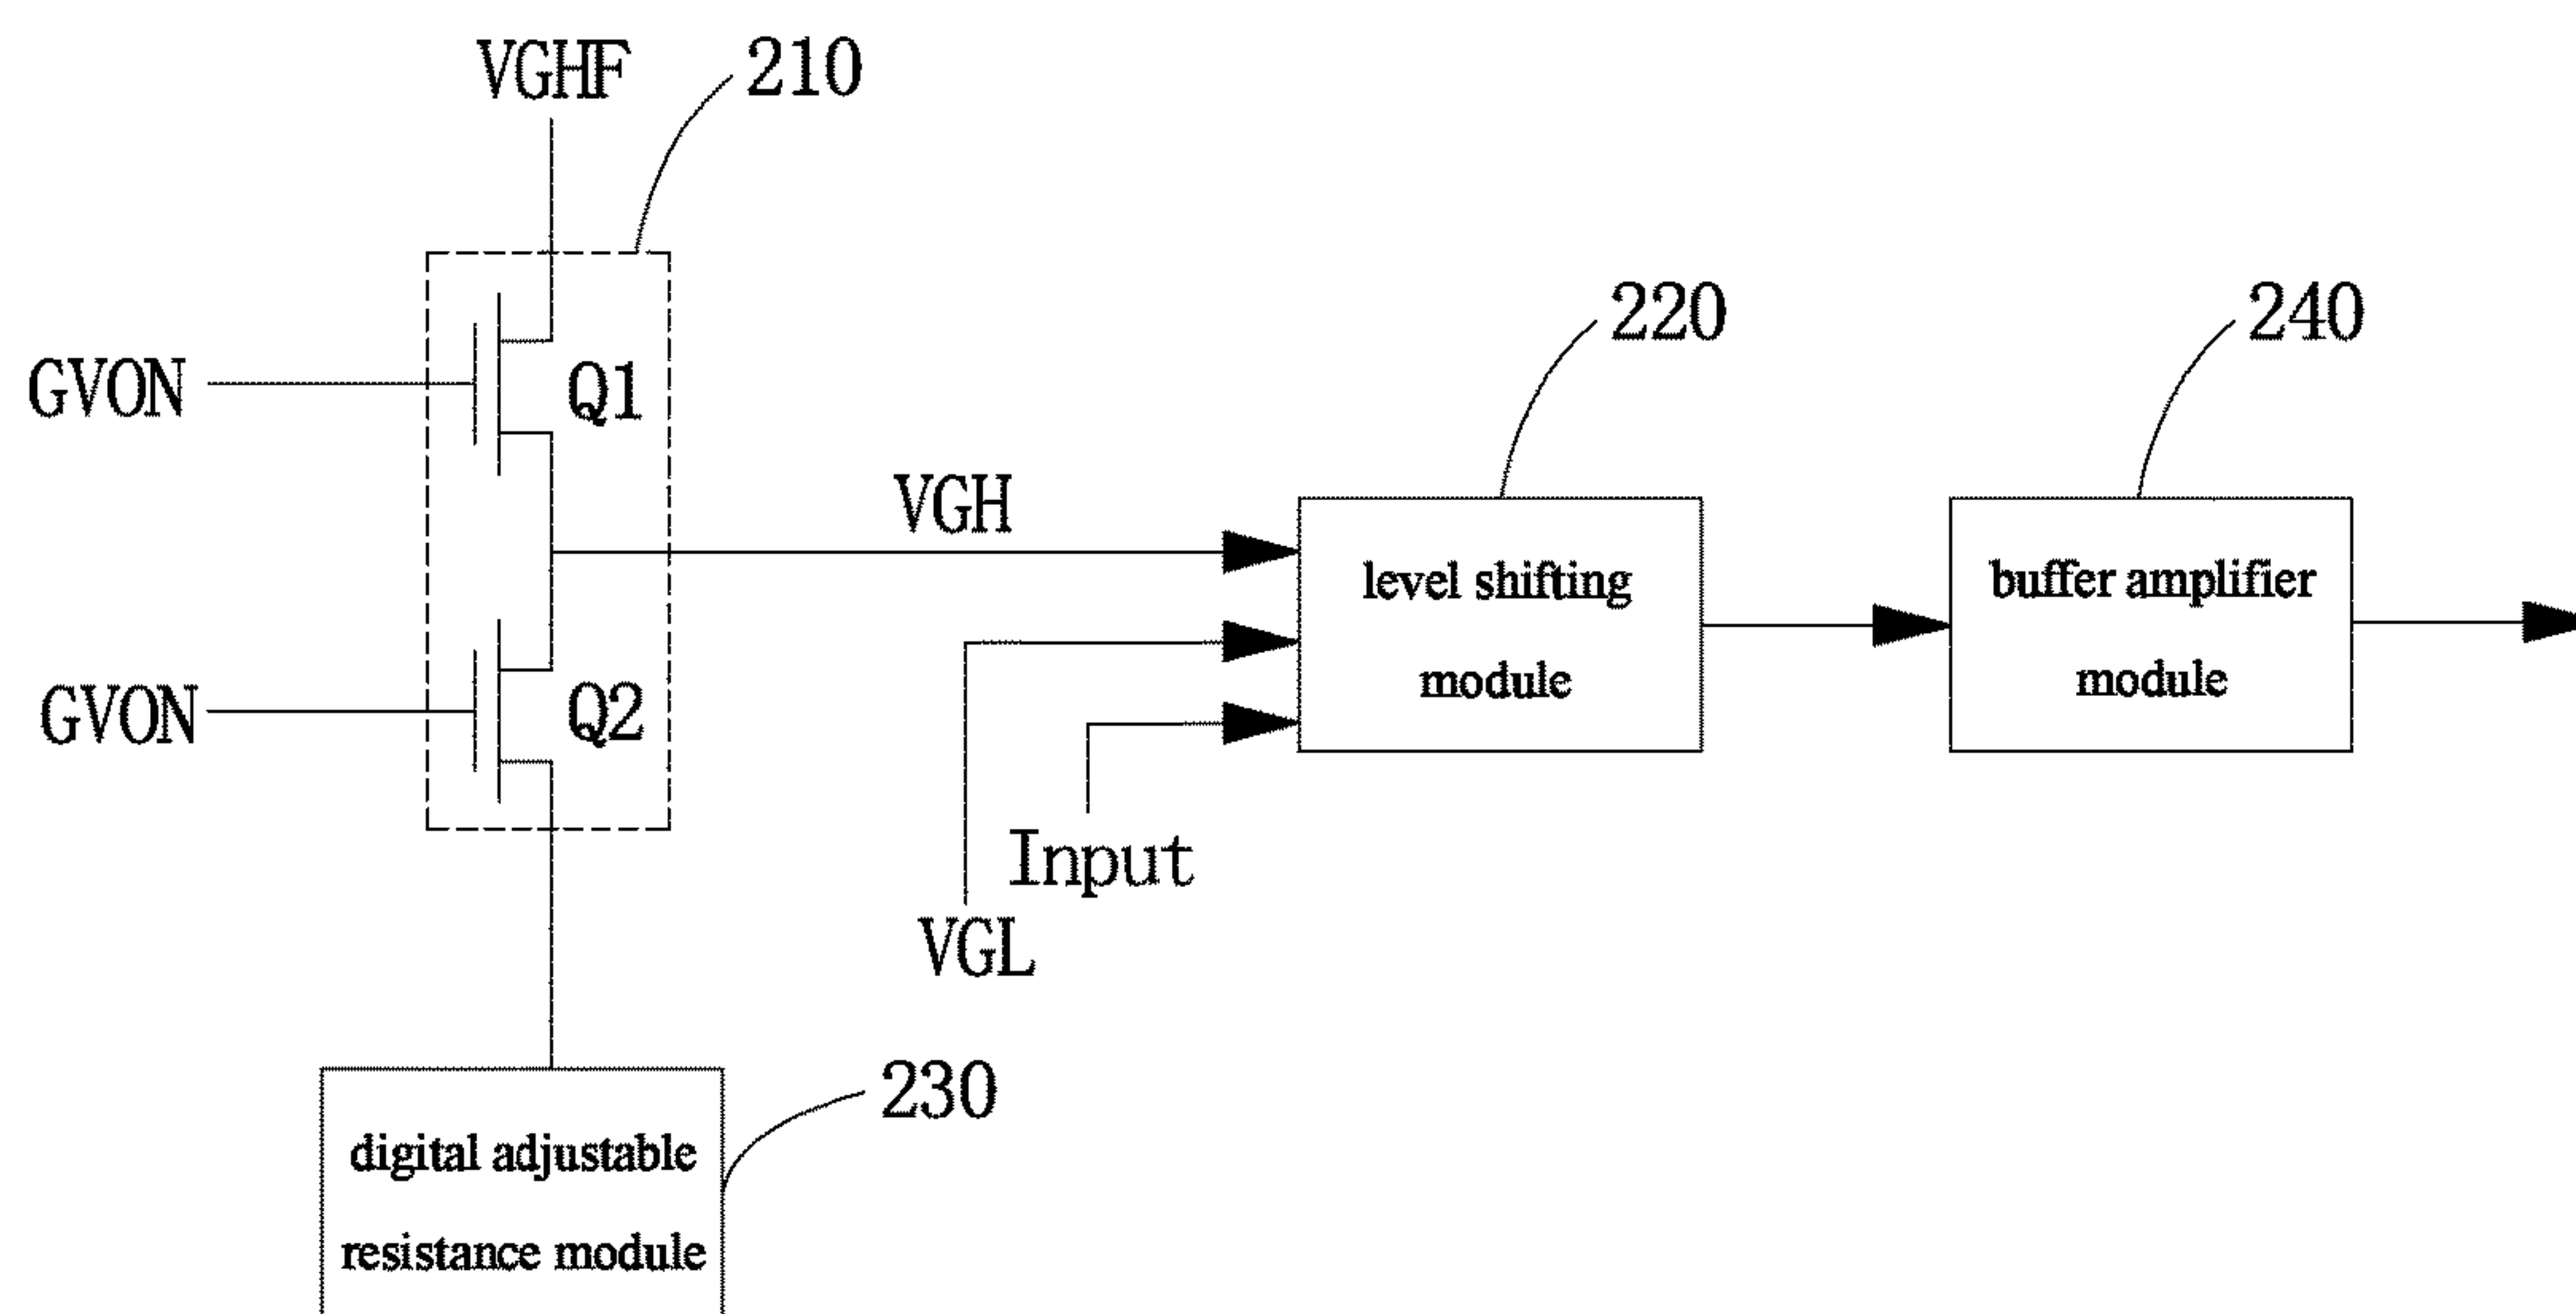 VGHF
210
GVON
Q1
220
240
VGH
level shifting
module
buffer amplifier
module
GVON
Q2
Input
VGL
230
digital adjustable
resistance module